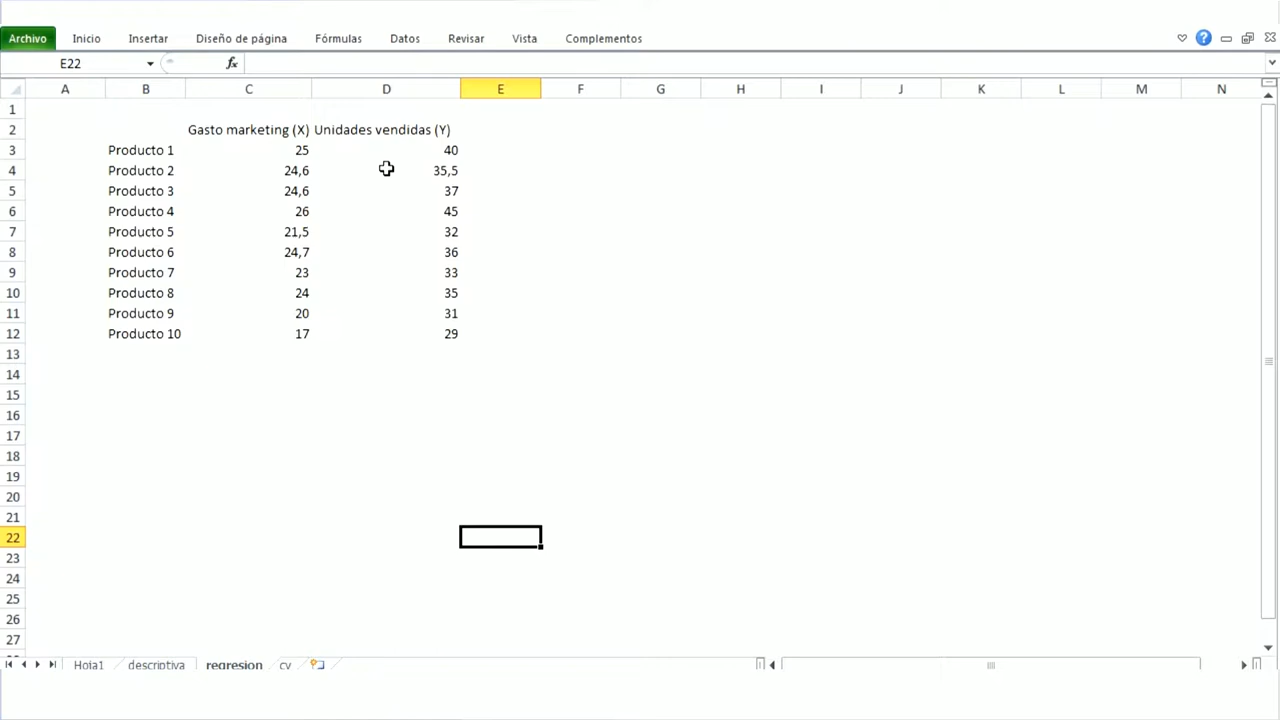 Archivo Inicio Insertar Diseño de página Fórmulas Datos Revisar Vista Complementos
E22 fx
A B C D E F G H I J K L M N
1
2 Gasto marketing (X) Unidades vendidas (Y)
3 Producto 1 25 40
4 Producto 2 24,6 35,5
5 Producto 3 24,6 37
6 Producto 4 26 45
7 Producto 5 21,5 32
8 Producto 6 24,7 36
9 Producto 7 23 33
10 Producto 8 24 35
11 Producto 9 20 31
12 Producto 10 17 29
13
14
15
16
17
18
19
20
21
22
23
24
25
26
27
Hoja1 descriptiva regresion cv